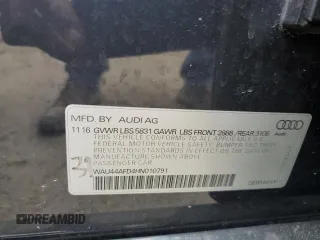 MFD. BY AUDI AG
11 16 GVWR LBS 5831 GAWR LBS FRONT 2888 /REAR 3106
THIS VEHICLE CONFORMS TO ALL APPLICABLE
FEDERAL MOTOR VEHICLE SAFETY, BUMPER AND THEFT
PREVENTION STANDARDS IN EFFECT ON THE DATE OF
MANUFACTURE SHOWN ABOVE
PASSENGER CAR
WAU44AFD4HN010791
DREAMBID